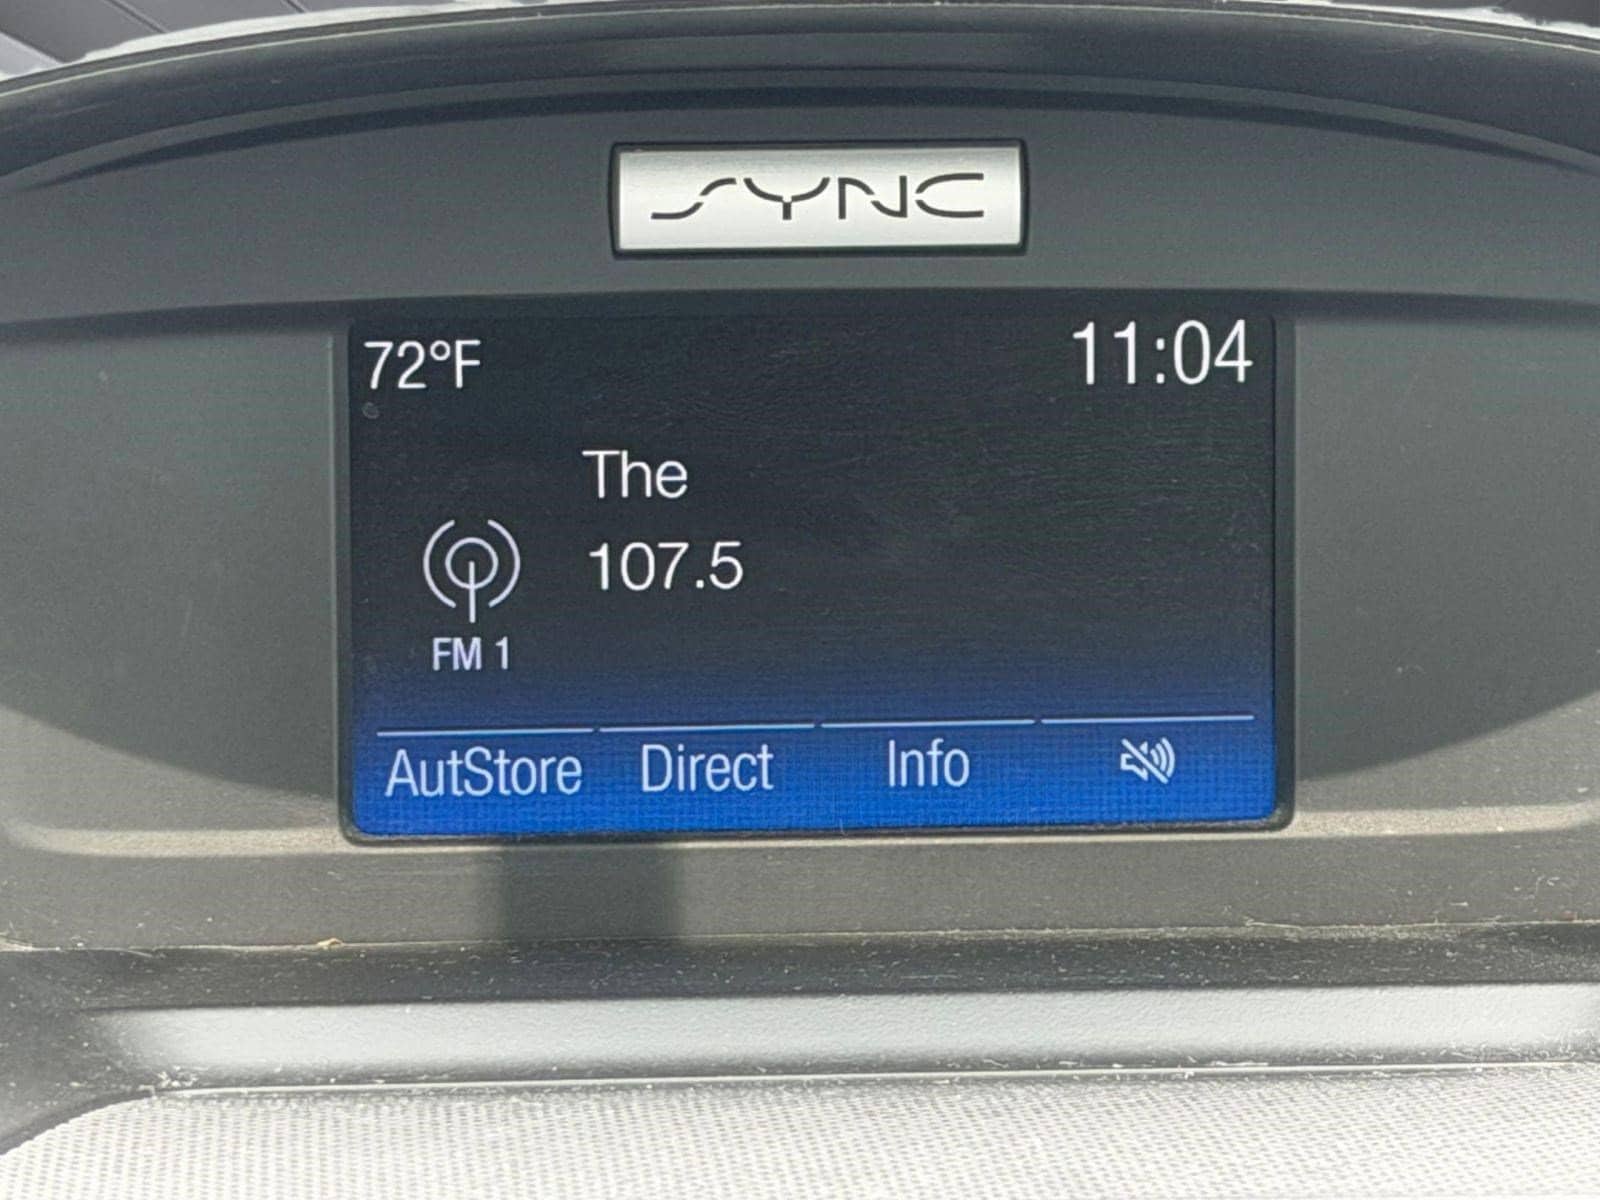 SYNC
72°F
11:04
The
107.5
FM 1
AutStore
Direct
Info